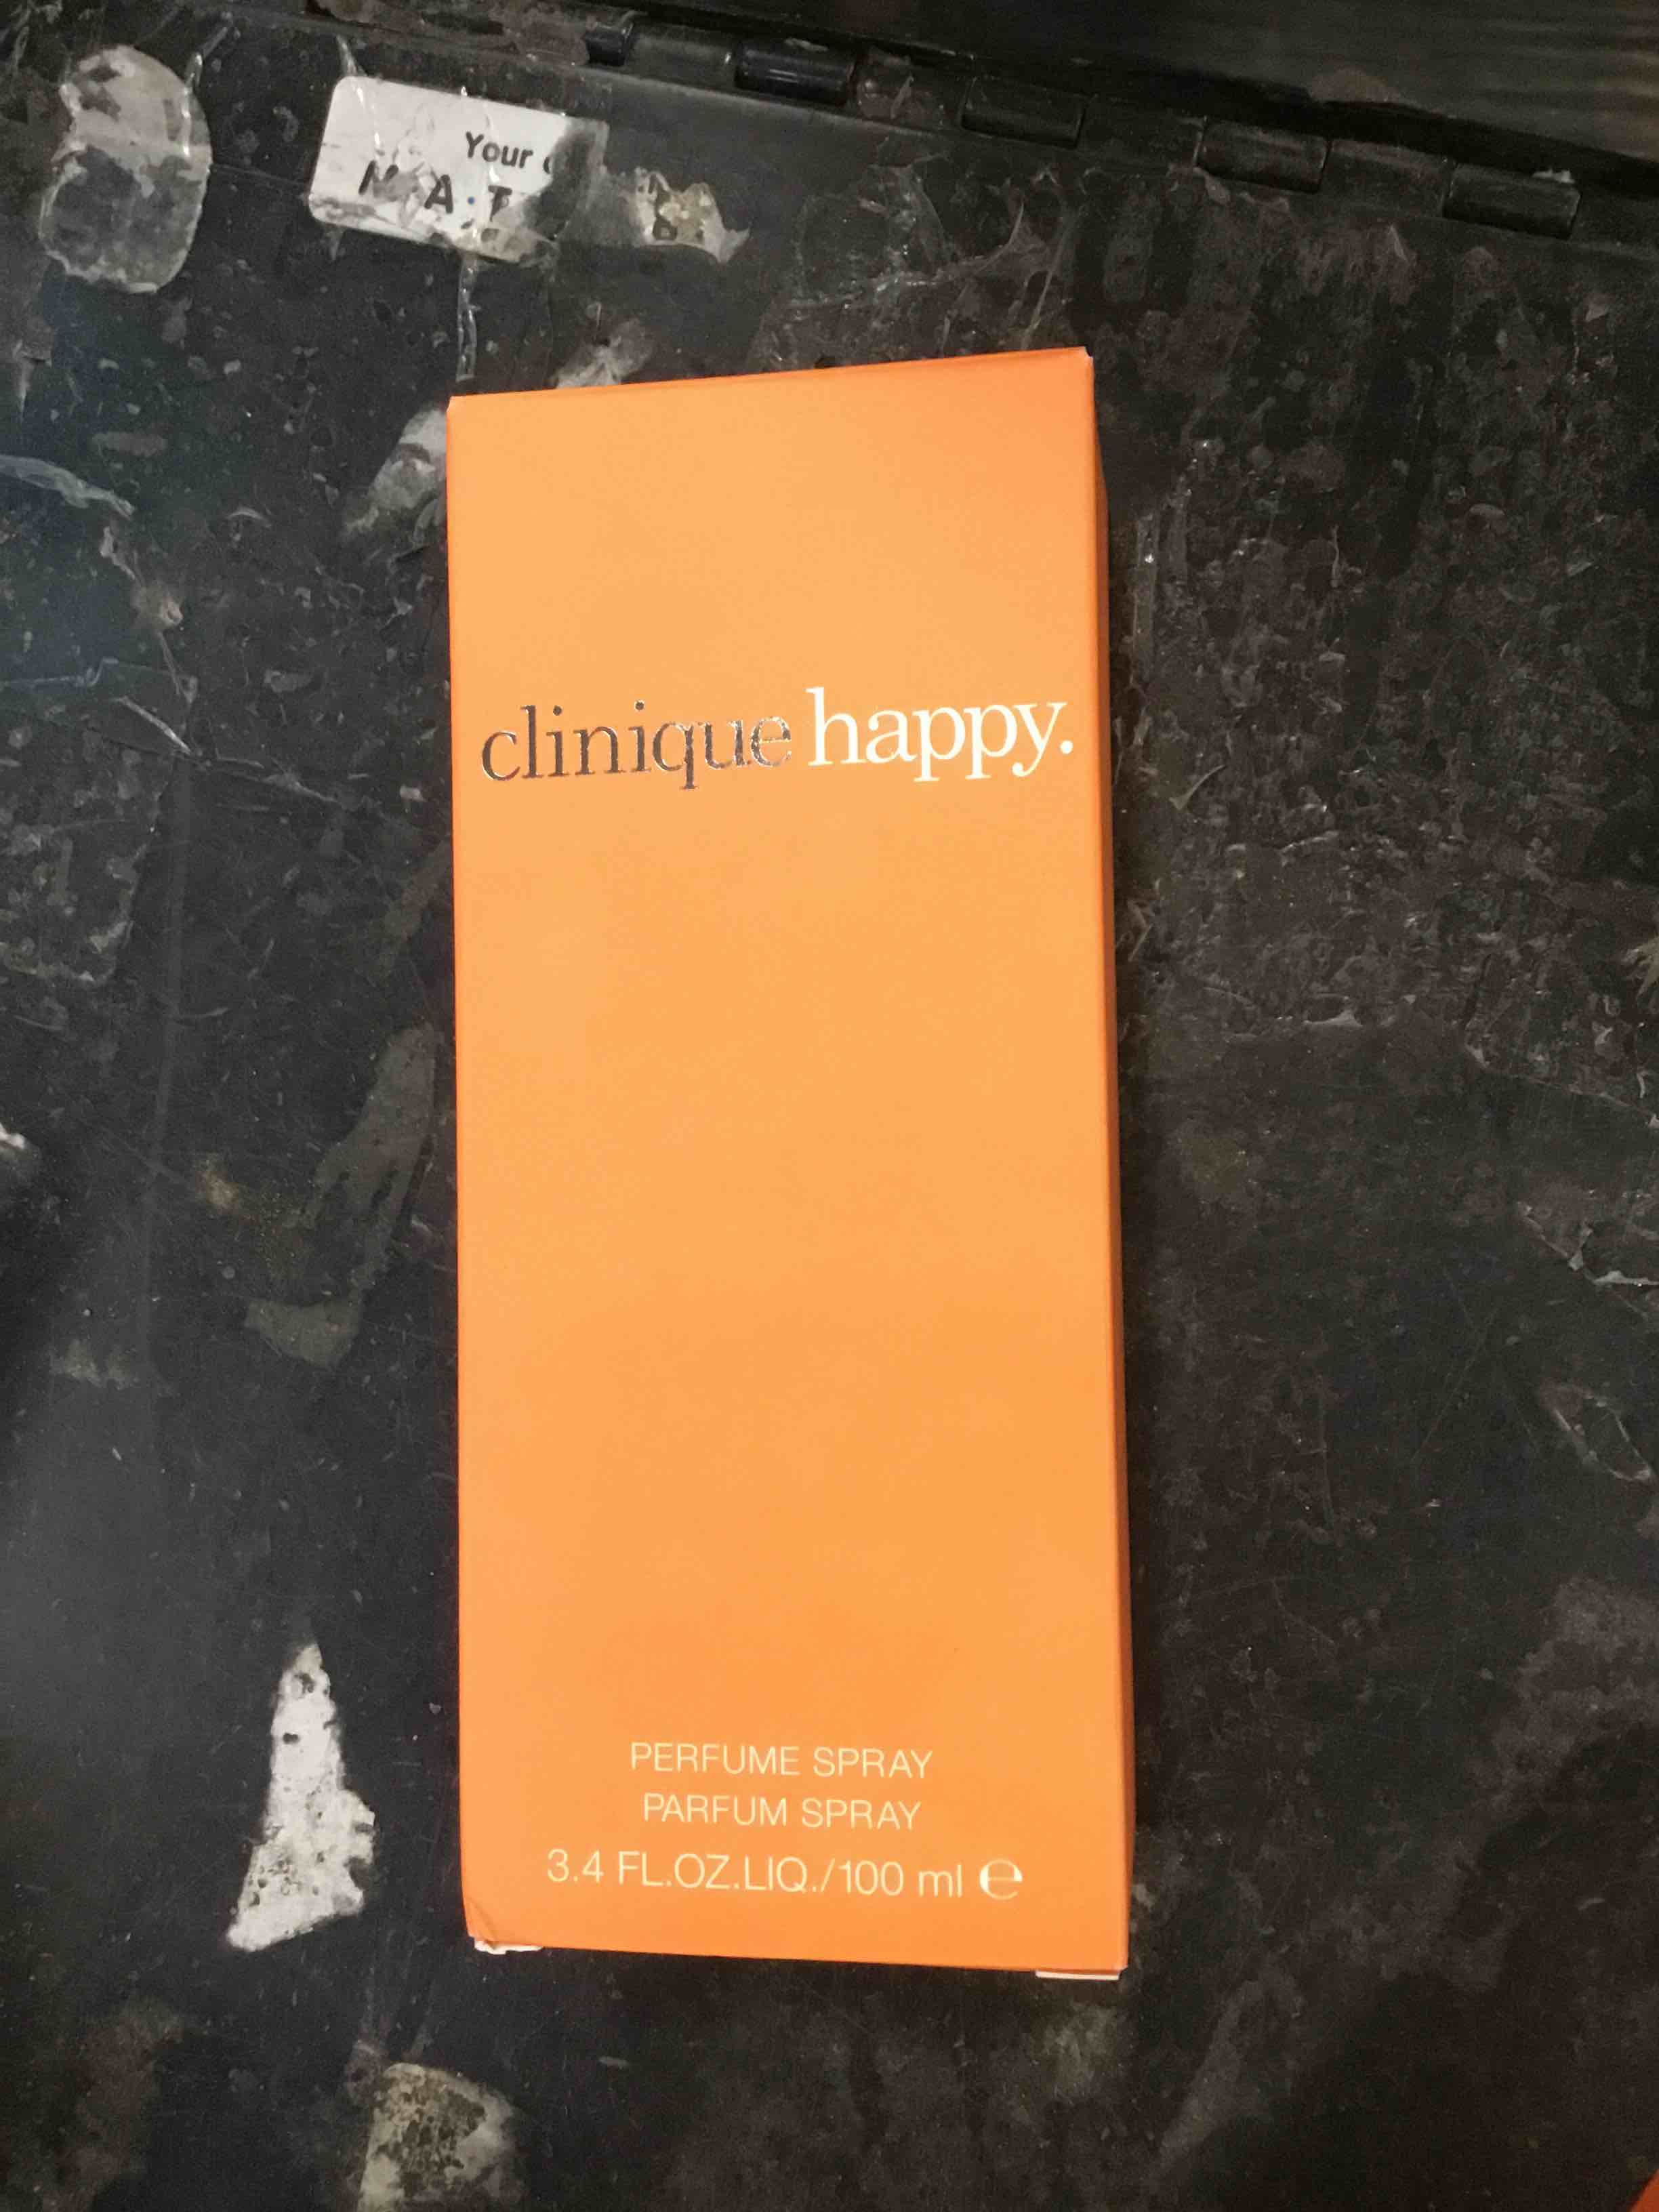 Your
clinique happy.
PERFUME SPRAY
PARFUM SPRAY
3.4 FL.OZ.LIQ./100 ml ℮